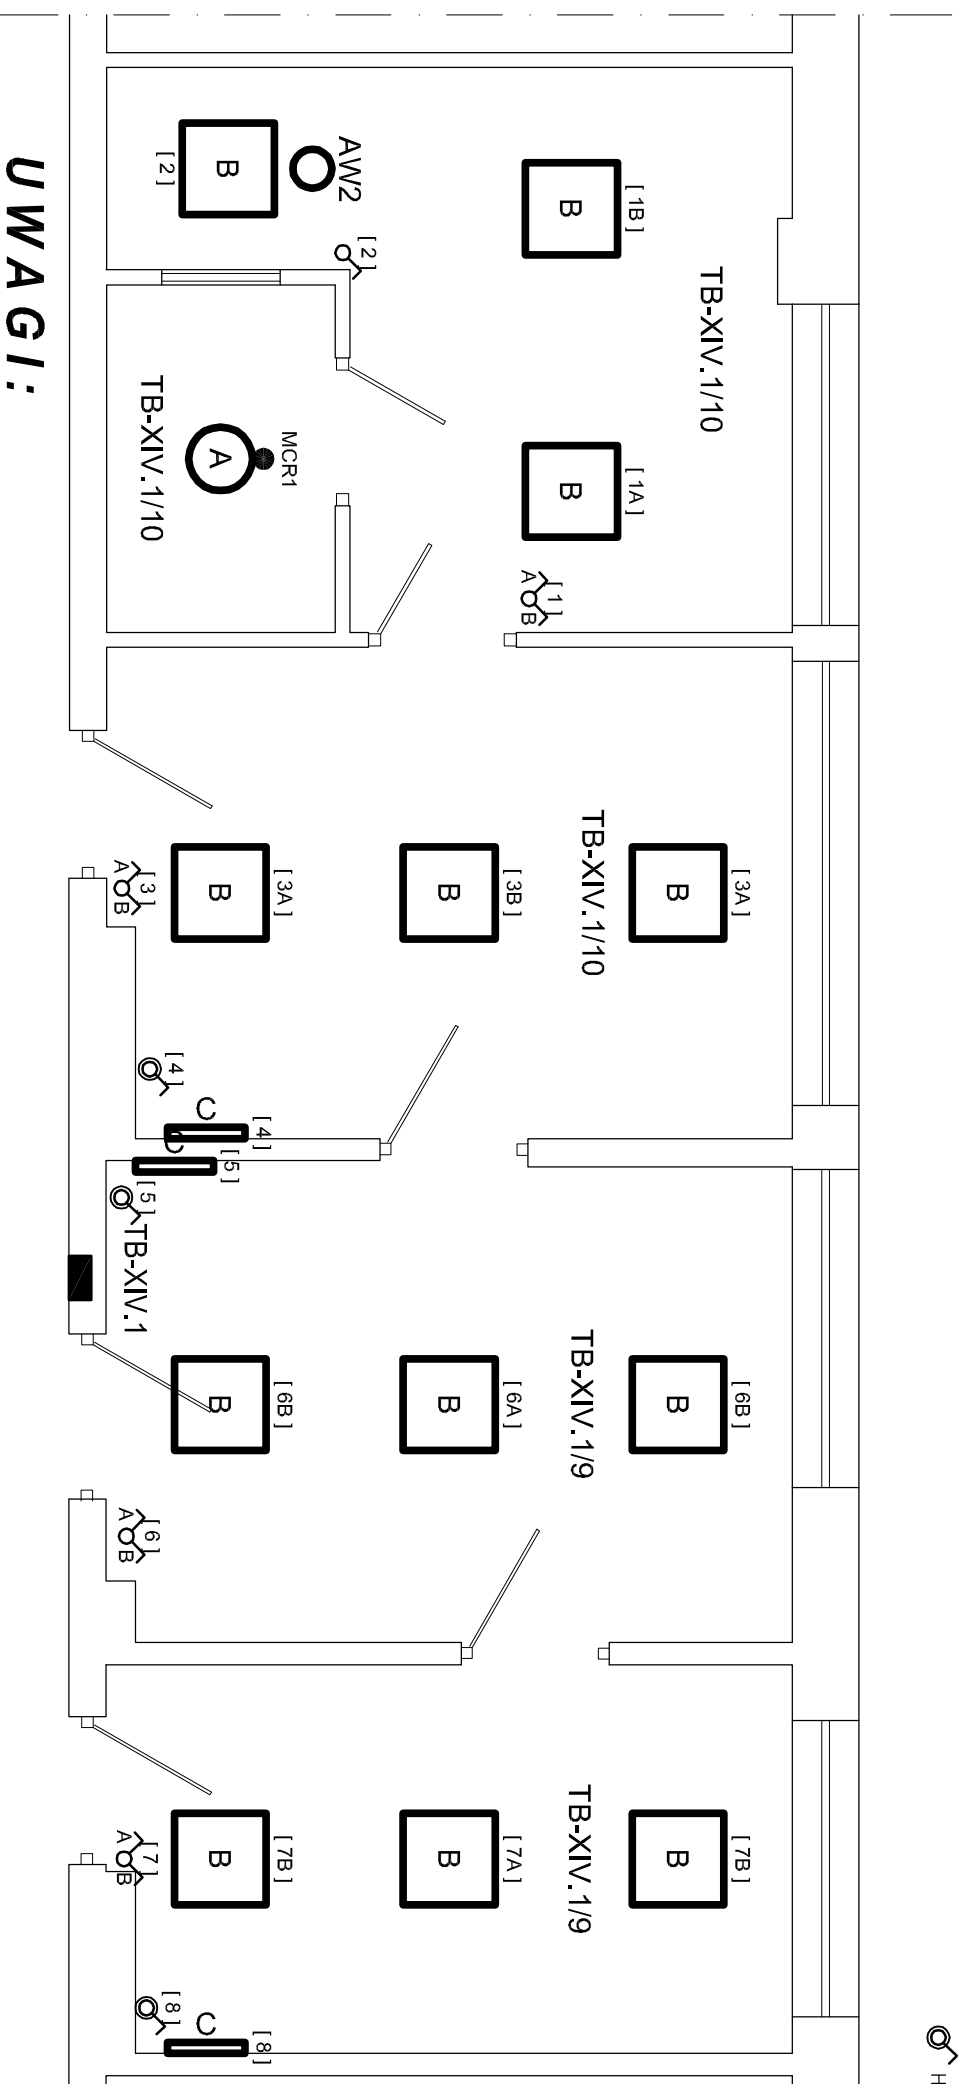 UWAGI:
B
[ 2 ]
AW2
[ 2 ]
B
[ 1B ]
TB-XIV.1/10
TB-XIV.1/10
A
MCR1
B
[ 1A ]
[ 1 ]
A
B
[ 3 ]
A
B
B
[ 3A ]
B
[ 3B ]
TB-XIV.1/10
B
[ 3A ]
[ 4 ]
C
[ 4 ]
C
[ 5 ]
[ 5 ]
TB-XIV.1
B
[ 6B ]
B
[ 6A ]
TB-XIV.1/9
B
[ 6B ]
[ 6 ]
A
B
B
[ 7B ]
B
[ 7A ]
TB-XIV.1/9
B
[ 7B ]
[ 7 ]
A
B
[ 8 ]
C
[ 8 ]
H